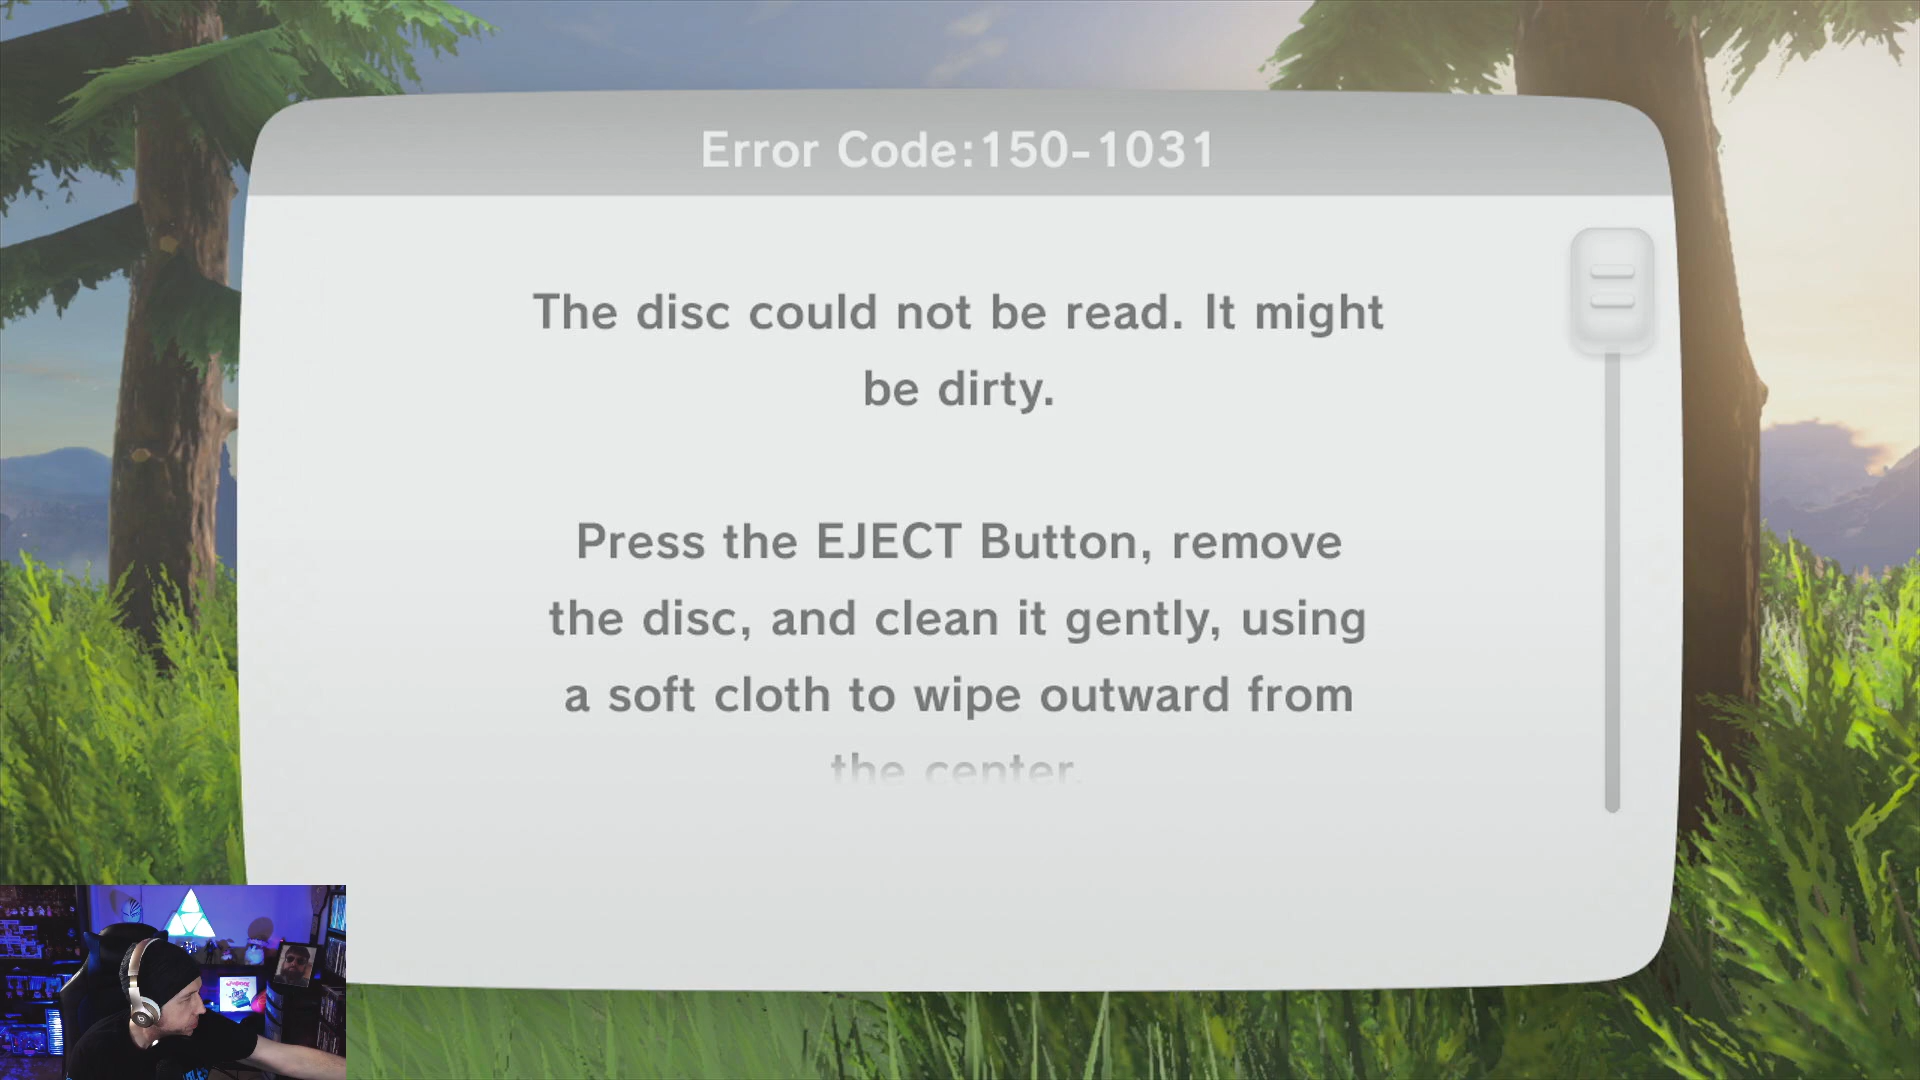 Error Code:150-1031
The disc could not be read. It might
be dirty.
Press the EJECT Button, remove
the disc, and clean it gently, using
a soft cloth to wipe outward from
the center.